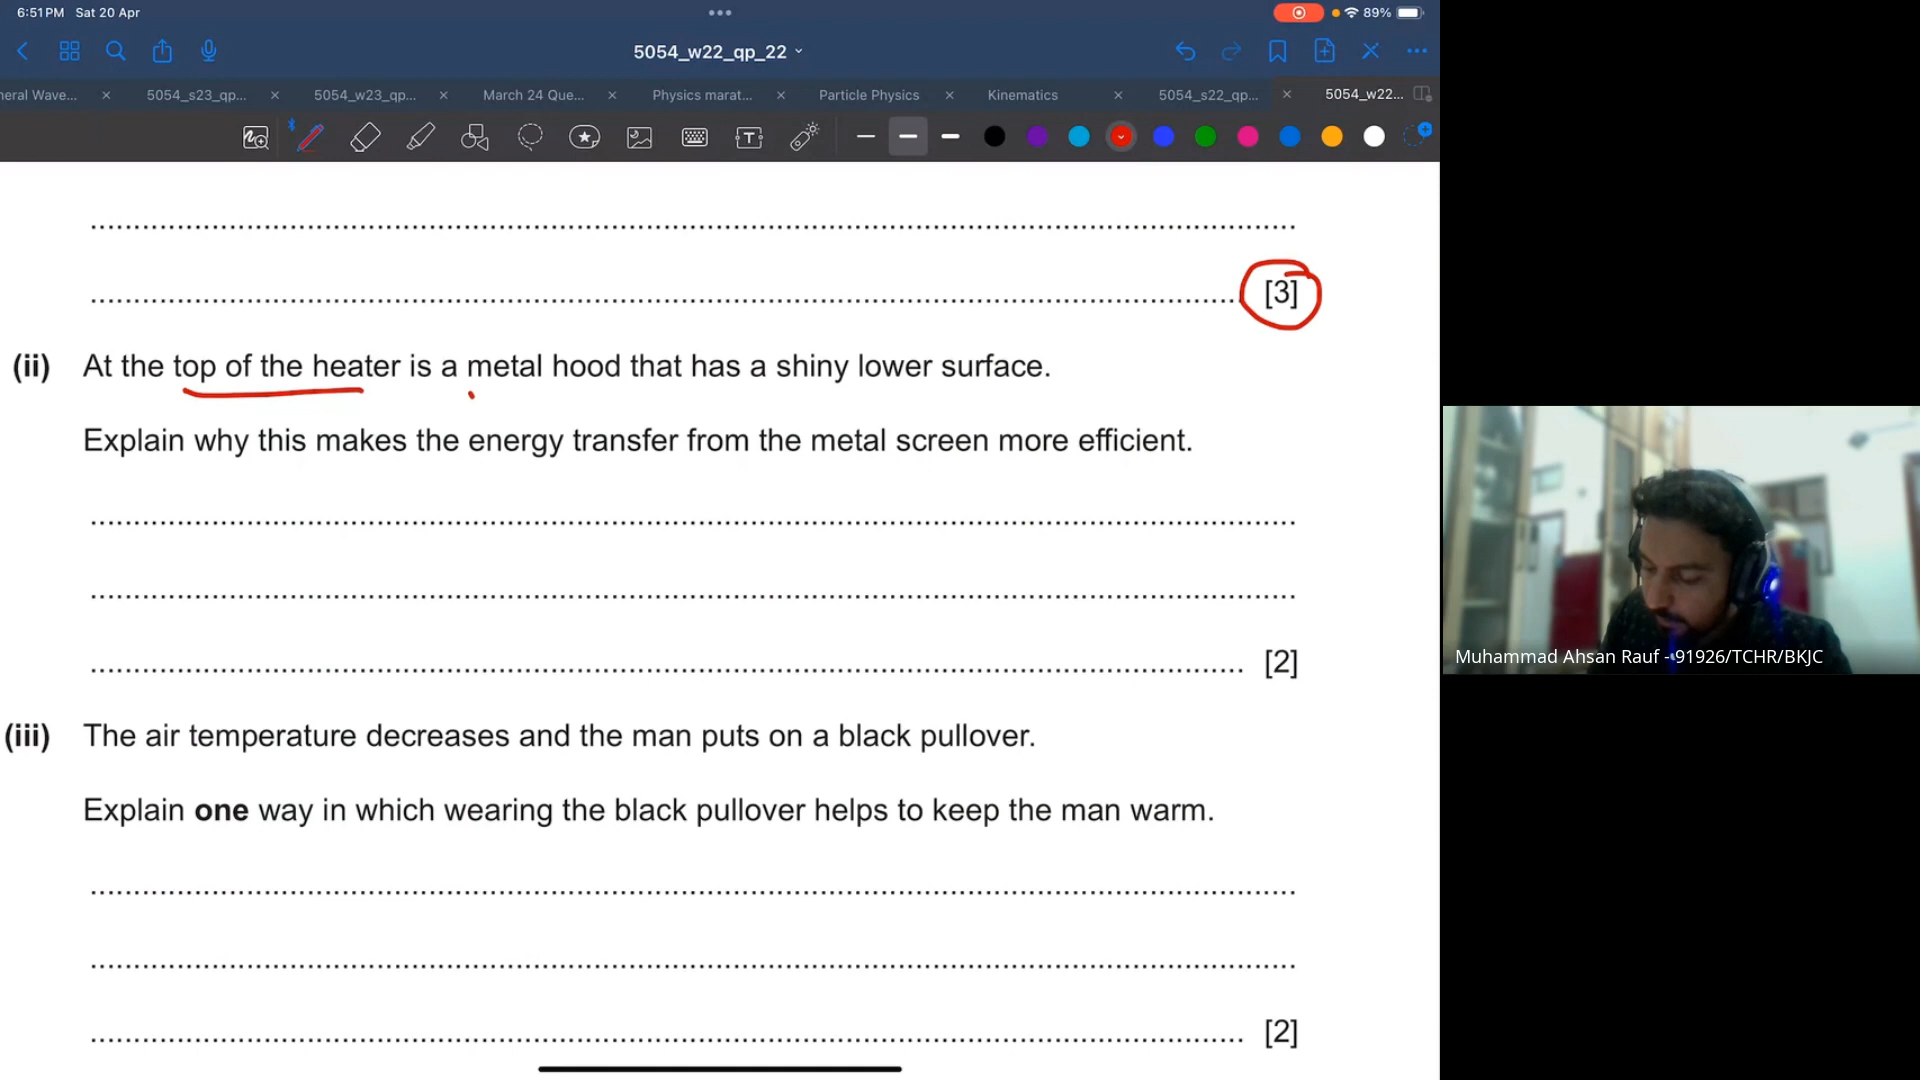 6:51 PM Sat 20 Apr
89%
5054_w22_qp_22
neral Wave...
5054_s23_qp...
5054_w23_qp...
March 24 Que...
Physics marat...
Particle Physics
Kinematics
5054_s22_qp...
5054_w22...
[3]
(ii) At the top of the heater is a metal hood that has a shiny lower surface.
Explain why this makes the energy transfer from the metal screen more efficient.
[2]
(iii) The air temperature decreases and the man puts on a black pullover.
Explain one way in which wearing the black pullover helps to keep the man warm.
[2]
Muhammad Ahsan Rauf - 91926/TCHR/BKJC